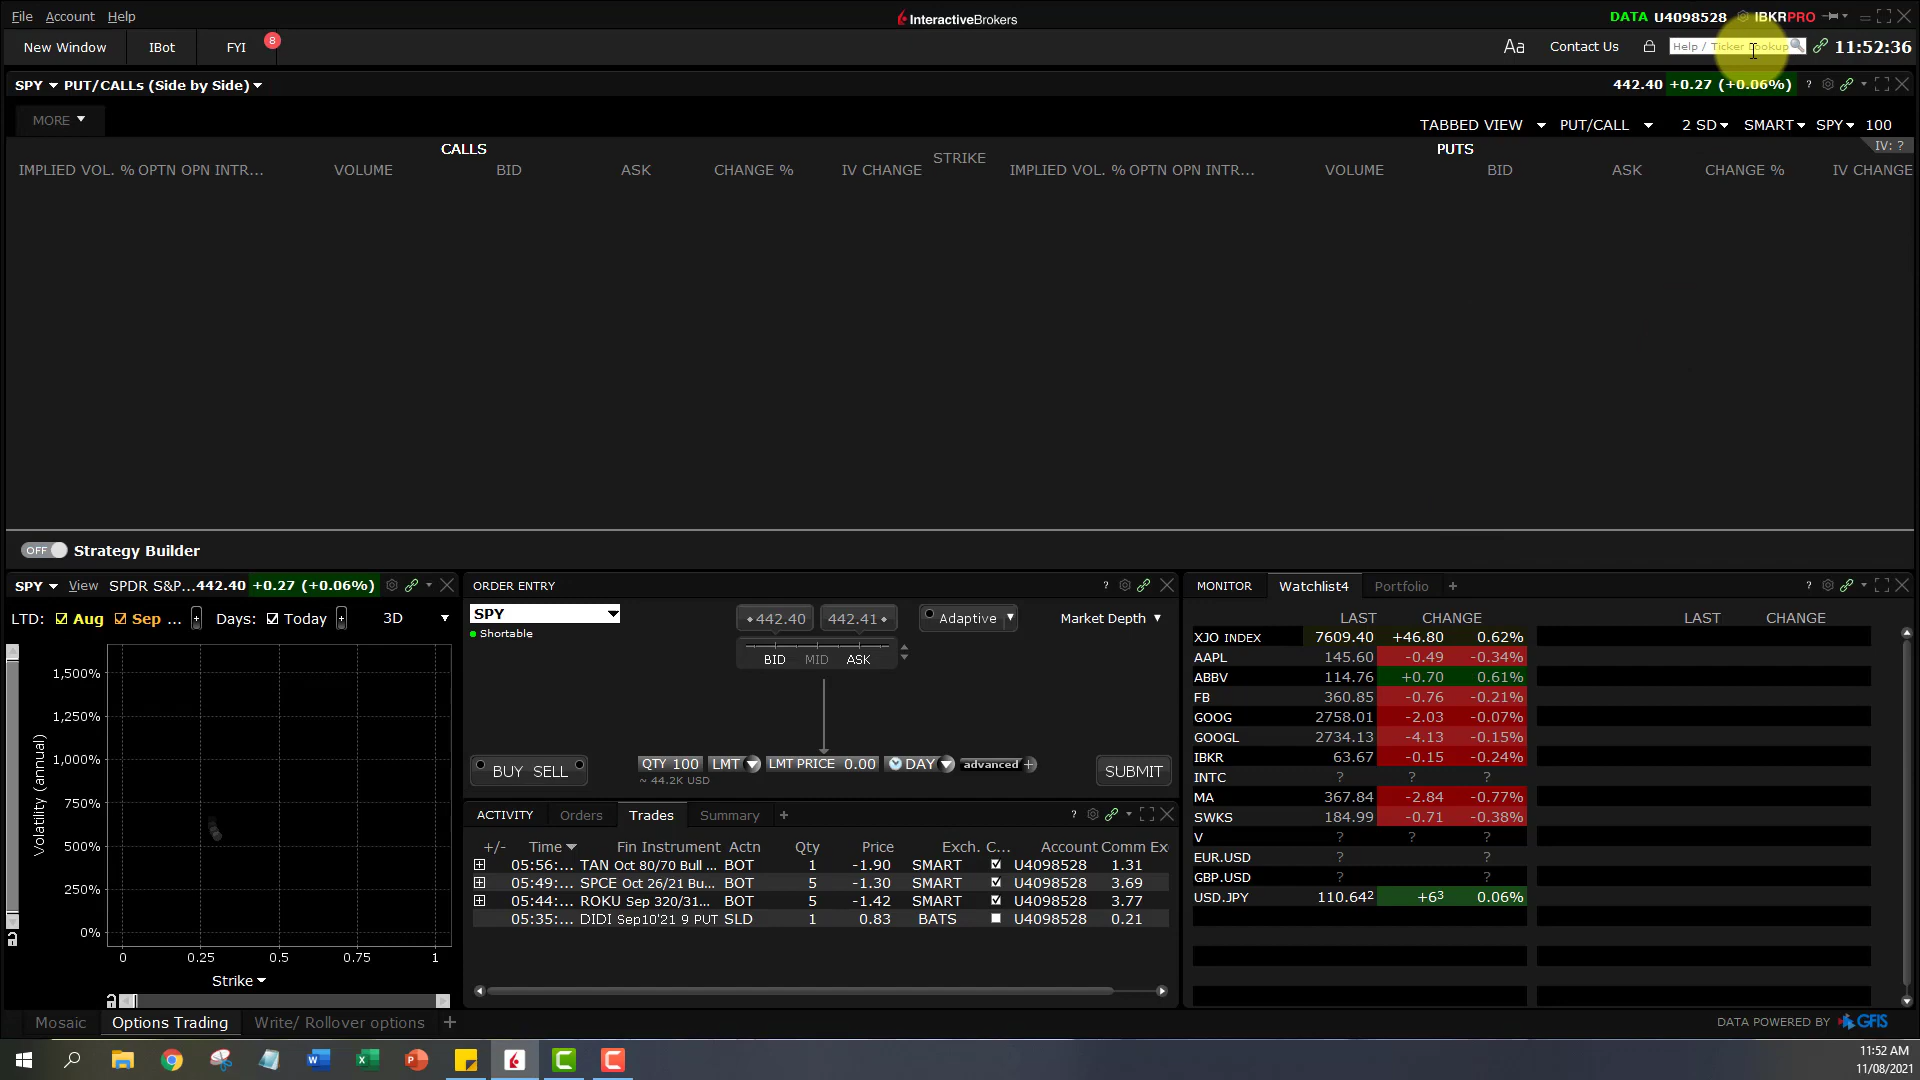 File Account Help
InteractiveBrokers
DATA U4098528 IBKRPRO
New Window IBot FYI 8
Aa Contact Us Help / Ticker Lookup 11:52:36
SPY PUT/CALLs (Side by Side) 442.40 +0.27 (+0.06%) ?
MORE
TABBED VIEW PUT/CALL 2 SD SMART SPY 100
CALLS STRIKE PUTS IV: ?
IMPLIED VOL. % OPTN OPN INTR... VOLUME BID ASK CHANGE % IV CHANGE IMPLIED VOL. % OPTN OPN INTR... VOLUME BID ASK CHANGE % IV CHANGE
OFF Strategy Builder
SPY View SPDR S&P... 442.40 +0.27 (+0.06%)
LTD: Aug Sep ... + Days: Today + 3D
Volatility (annual)
1,500%
1,250%
1,000%
750%
500%
250%
0%
0 0.25 0.5 0.75 1
Strike
ORDER ENTRY ?
SPY
Shortable
442.40 442.41 Adaptive Market Depth
BID MID ASK
BUY SELL QTY 100 LMT LMT PRICE 0.00 DAY advanced + SUBMIT
~ 44.2K USD
ACTIVITY Orders Trades Summary + ?
+/- Time Fin Instrument Actn Qty Price Exch. C... Account Comm Ex
05:56:... TAN Oct 80/70 Bull ... BOT 1 -1.90 SMART U4098528 1.31
05:49:... SPCE Oct 26/21 Bu... BOT 5 -1.30 SMART U4098528 3.69
05:44:... ROKU Sep 320/31... BOT 5 -1.42 SMART U4098528 3.77
05:35:... DIDI Sep10'21 9 PUT SLD 1 0.83 BATS U4098528 0.21
MONITOR Watchlist4 Portfolio + ?
LAST CHANGE LAST CHANGE
XJO INDEX 7609.40 +46.80 0.62%
AAPL 145.60 -0.49 -0.34%
ABBV 114.76 +0.70 0.61%
FB 360.85 -0.76 -0.21%
GOOG 2758.01 -2.03 -0.07%
GOOGL 2734.13 -4.13 -0.15%
IBKR 63.67 -0.15 -0.24%
INTC ? ? ?
MA 367.84 -2.84 -0.77%
SWKS 184.99 -0.71 -0.38%
V ? ? ?
EUR.USD ? ?
GBP.USD ? ?
USD.JPY 110.64² +6³ 0.06%
Mosaic Options Trading Write/ Rollover options +
DATA POWERED BY GFIS
11:52 AM
11/08/2021